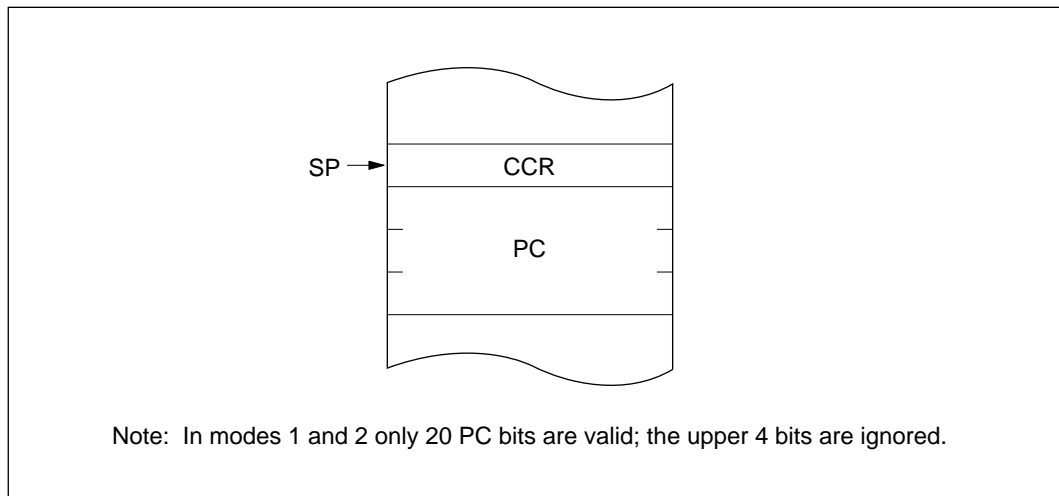 SP
CCR
PC
Note: In modes 1 and 2 only 20 PC bits are valid; the upper 4 bits are ignored.